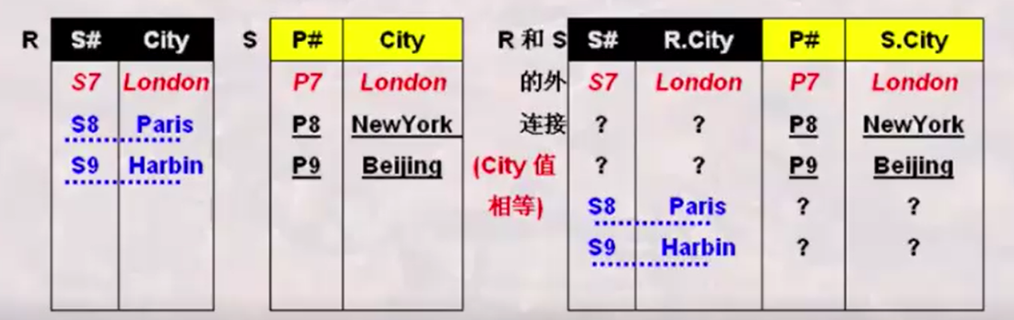 R S# City S P# City R 和 S S# R.City P# S.City
S7 London P7 London 的外 S7 London P7 London
S8 Paris P8 NewYork 连接 ? ? P8 NewYork
S9 Harbin P9 Beijing (City 值 ? ? P9 Beijing
相等) S8 Paris ? ?
S9 Harbin ? ?